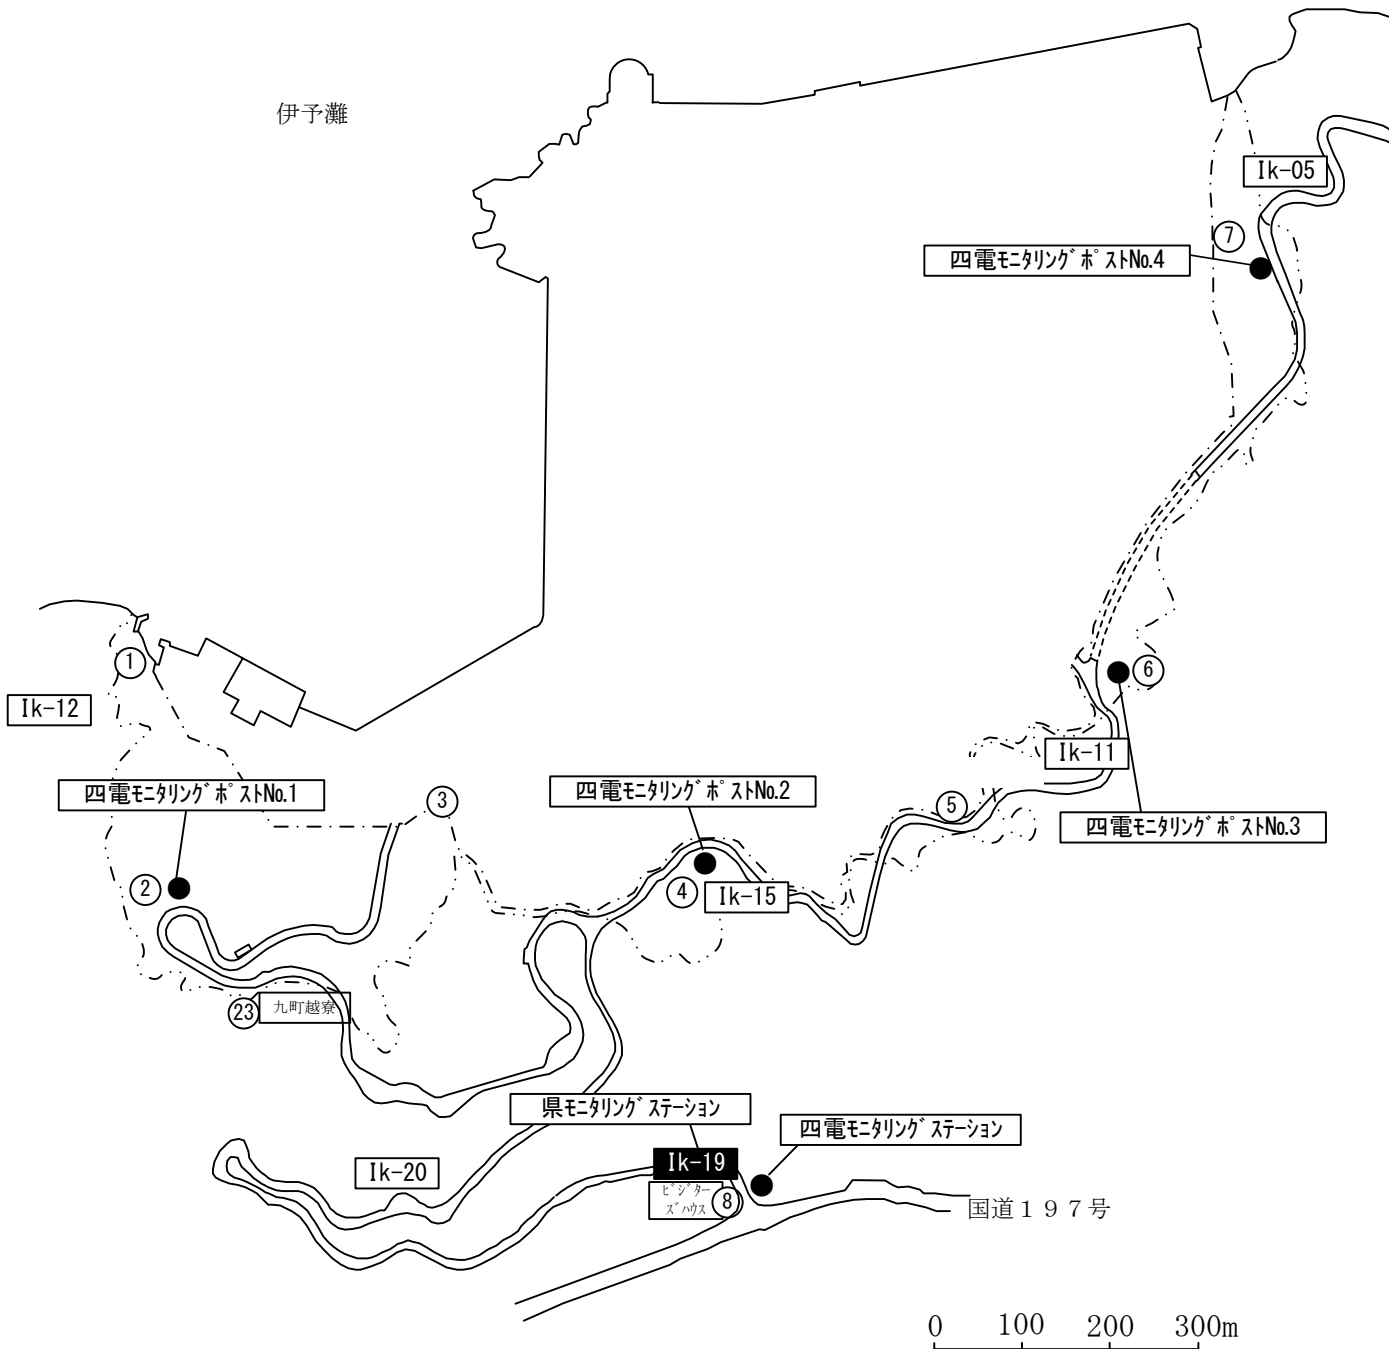 伊予灘
Ik-05
⑦
四電ﾓﾆﾀﾘﾝｸﾞﾎﾟｽﾄNo.4
①
⑥
Ik-12
Ik-11
四電ﾓﾆﾀﾘﾝｸﾞﾎﾟｽﾄNo.1
四電ﾓﾆﾀﾘﾝｸﾞﾎﾟｽﾄNo.2
③
⑤
四電ﾓﾆﾀﾘﾝｸﾞﾎﾟｽﾄNo.3
②
④
Ik-15
㉓
九町越寮
県ﾓﾆﾀﾘﾝｸﾞｽﾃｰｼｮﾝ
四電ﾓﾆﾀﾘﾝｸﾞｽﾃｰｼｮﾝ
Ik-20
Ik-19
ﾋﾞｼﾞﾀｰ
ｽﾞﾊｳｽ
⑧
国道１９７号
0 100 200 300m